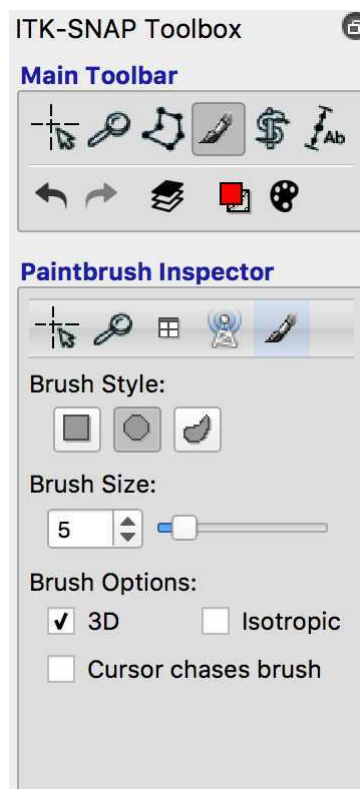 ITK-SNAP Toolbox
Main Toolbar
Ab
Paintbrush Inspector
Brush Style:
Brush Size:
5
Brush Options:
3D Isotropic
Cursor chases brush